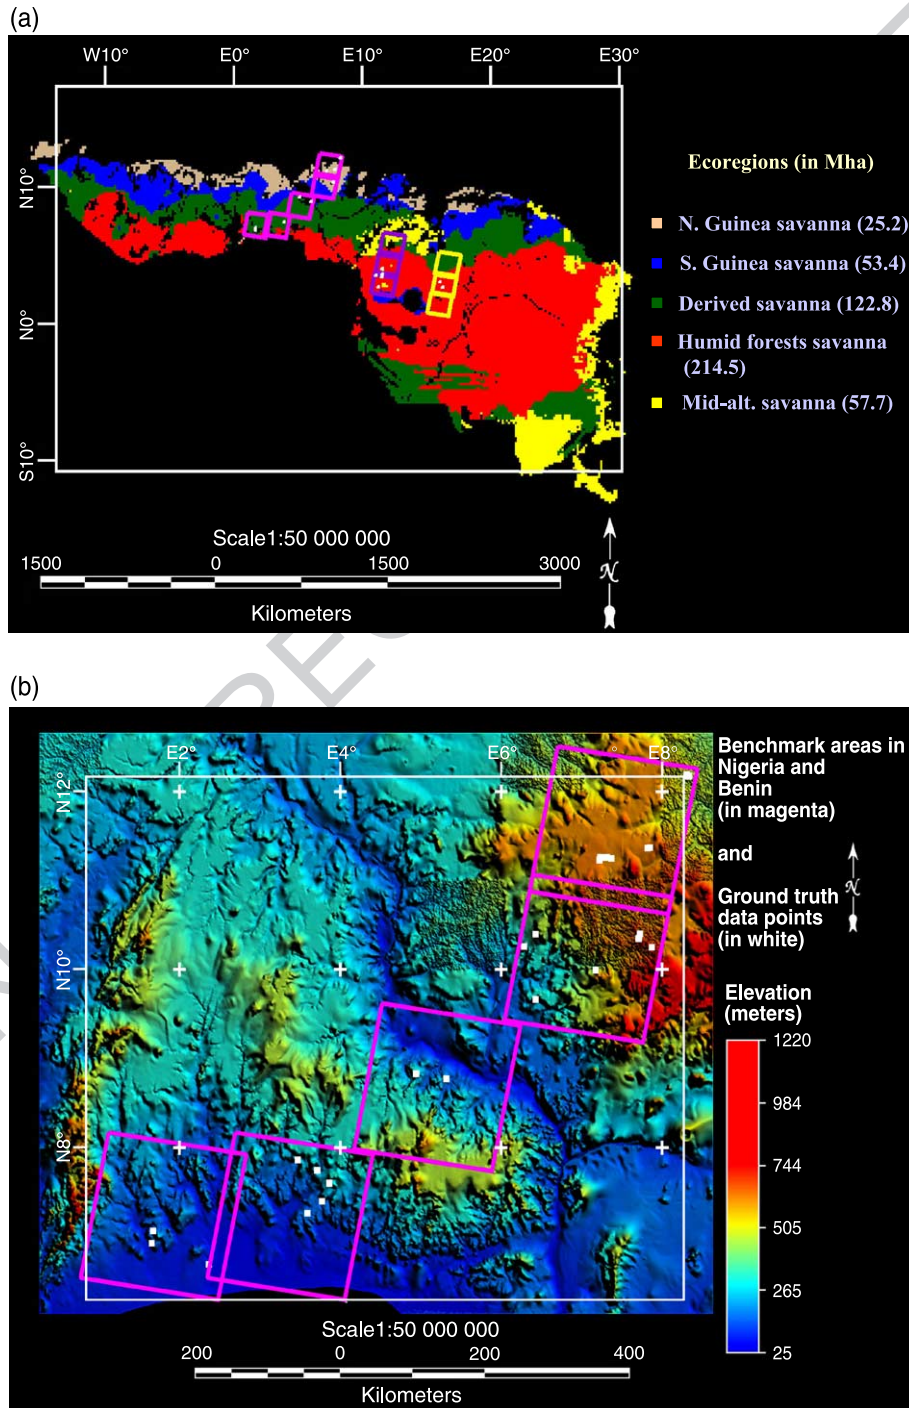 (a)
W10° E0° E10° E20° E30°
N10°
N0°
S10°
Ecoregions (in Mha)
N. Guinea savanna (25.2)
S. Guinea savanna (53.4)
Derived savanna (122.8)
Humid forests savanna
(214.5)
Mid-alt. savanna (57.7)
Scale1:50 000 000
1500 0 1500 3000
Kilometers
N
(b)
E2° E4° E6° E8°
N12°
N10°
N8°
Benchmark areas in
Nigeria and
Benin
(in magenta)
and
Ground truth
data points
(in white)
N
Elevation
(meters)
1220
984
744
505
265
25
Scale1:50 000 000
200 0 200 400
Kilometers